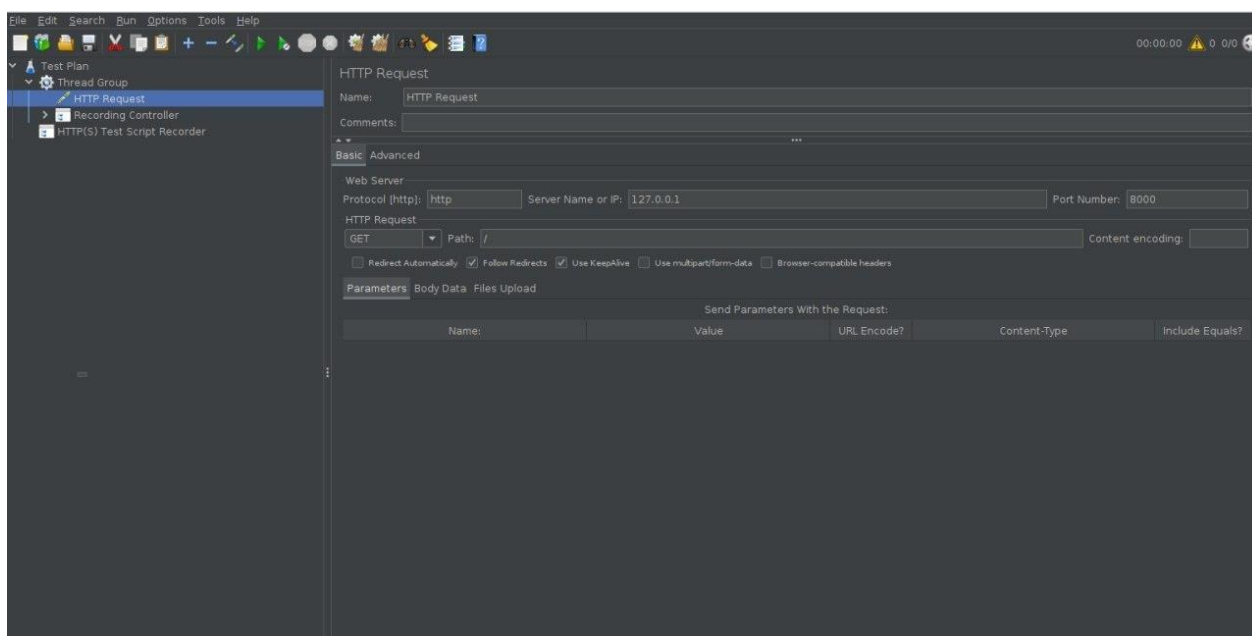 File Edit Search Run Options Tools Help
00:00:00 0 0/0
Test Plan
Thread Group
HTTP Request
Recording Controller
HTTP(S) Test Script Recorder
HTTP Request
Name: HTTP Request
Comments:
Basic Advanced
Web Server
Protocol [http]: http Server Name or IP: 127.0.0.1 Port Number: 8000
HTTP Request
GET Path: / Content encoding:
Redirect Automatically Follow Redirects Use KeepAlive Use multipart/form-data Browser-compatible headers
Parameters Body Data Files Upload
Send Parameters With the Request:
Name: Value URL Encode? Content-Type Include Equals?